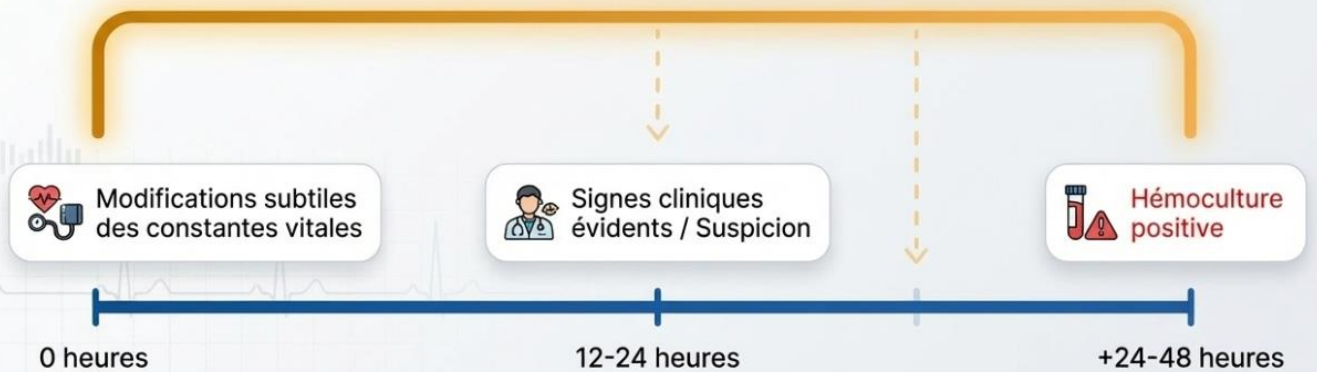 Modifications subtiles
des constantes vitales
Signes cliniques
évidents / Suspicion
Hémoculture
positive
0 heures
12-24 heures
+24-48 heures